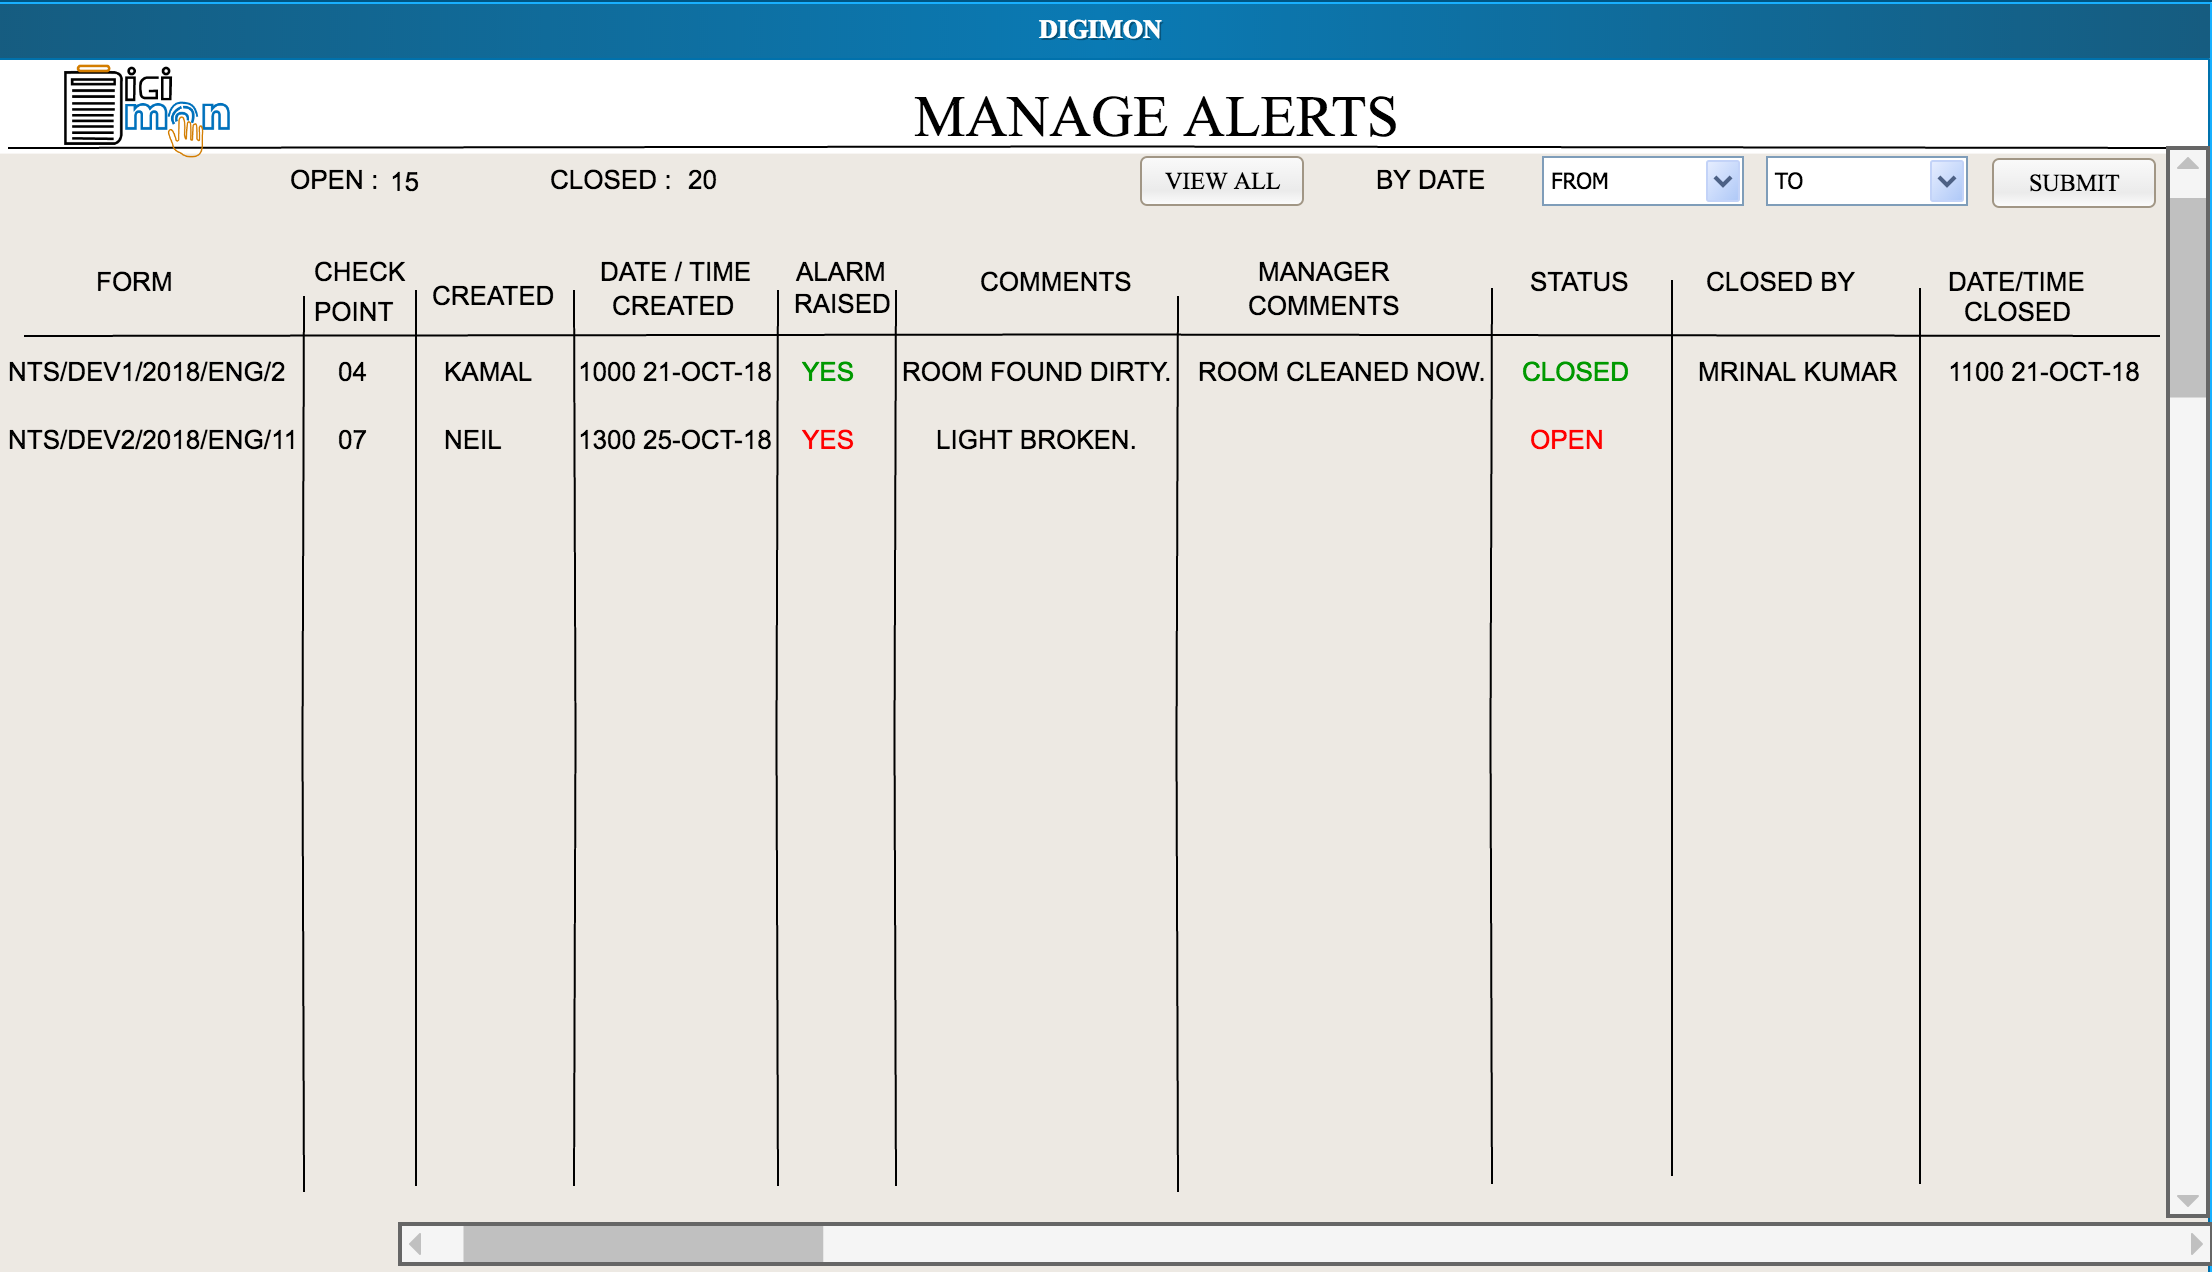 DIGIMON
DIGI
mon
MANAGE ALERTS
OPEN : 15 CLOSED : 20 VIEW ALL BY DATE FROM TO SUBMIT
FORM CHECK POINT CREATED DATE / TIME CREATED ALARM RAISED COMMENTS MANAGER COMMENTS STATUS CLOSED BY DATE/TIME CLOSED
NTS/DEV1/2018/ENG/2 04 KAMAL 1000 21-OCT-18 YES ROOM FOUND DIRTY. ROOM CLEANED NOW. CLOSED MRINAL KUMAR 1100 21-OCT-18
NTS/DEV2/2018/ENG/11 07 NEIL 1300 25-OCT-18 YES LIGHT BROKEN. OPEN